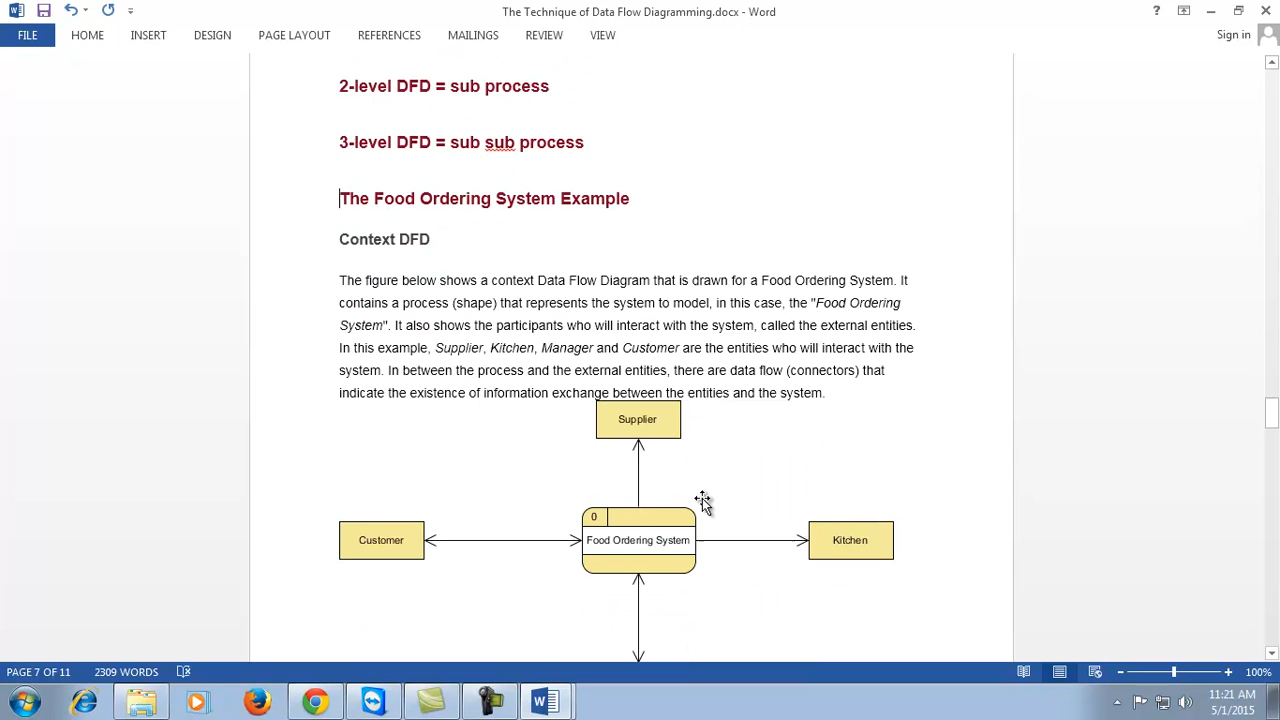 The Technique of Data Flow Diagramming.docx - Word
?
FILE
HOME
INSERT
DESIGN
PAGE LAYOUT
REFERENCES
MAILINGS
REVIEW
VIEW
Sign in
2-level DFD = sub process
3-level DFD = sub sub process
The Food Ordering System Example
Context DFD
The figure below shows a context Data Flow Diagram that is drawn for a Food Ordering System. It
contains a process (shape) that represents the system to model, in this case, the "Food Ordering
System". It also shows the participants who will interact with the system, called the external entities.
In this example, Supplier, Kitchen, Manager and Customer are the entities who will interact with the
system. In between the process and the external entities, there are data flow (connectors) that
indicate the existence of information exchange between the entities and the system.
Supplier
0
Customer
Food Ordering System
Kitchen
PAGE 7 OF 11
2309 WORDS
100%
11:21 AM
5/1/2015